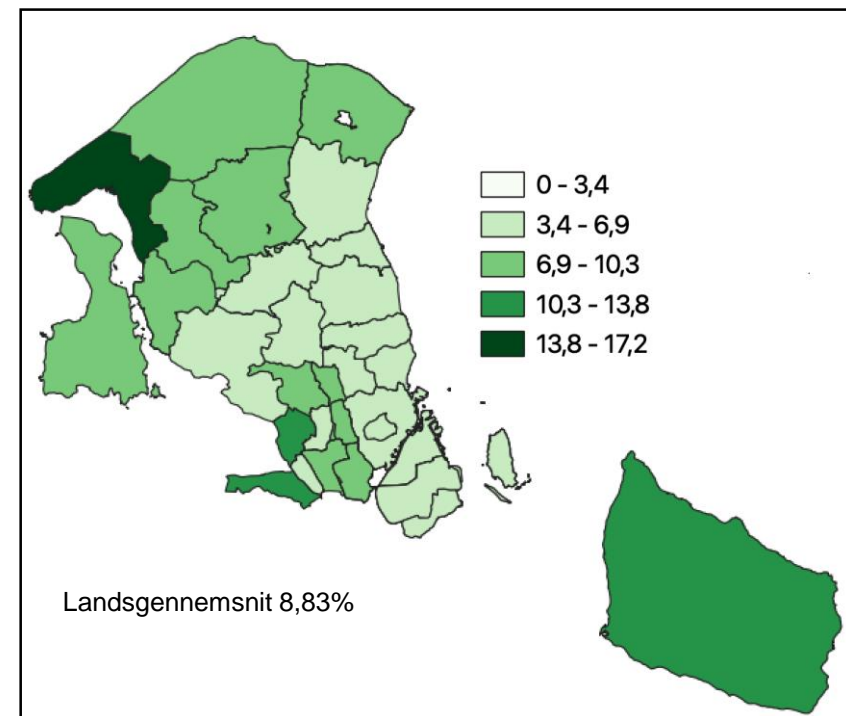 0 - 3,4
3,4 - 6,9
6,9 - 10,3
10,3 - 13,8
13,8 - 17,2
Landsgennemsnit 8,83%